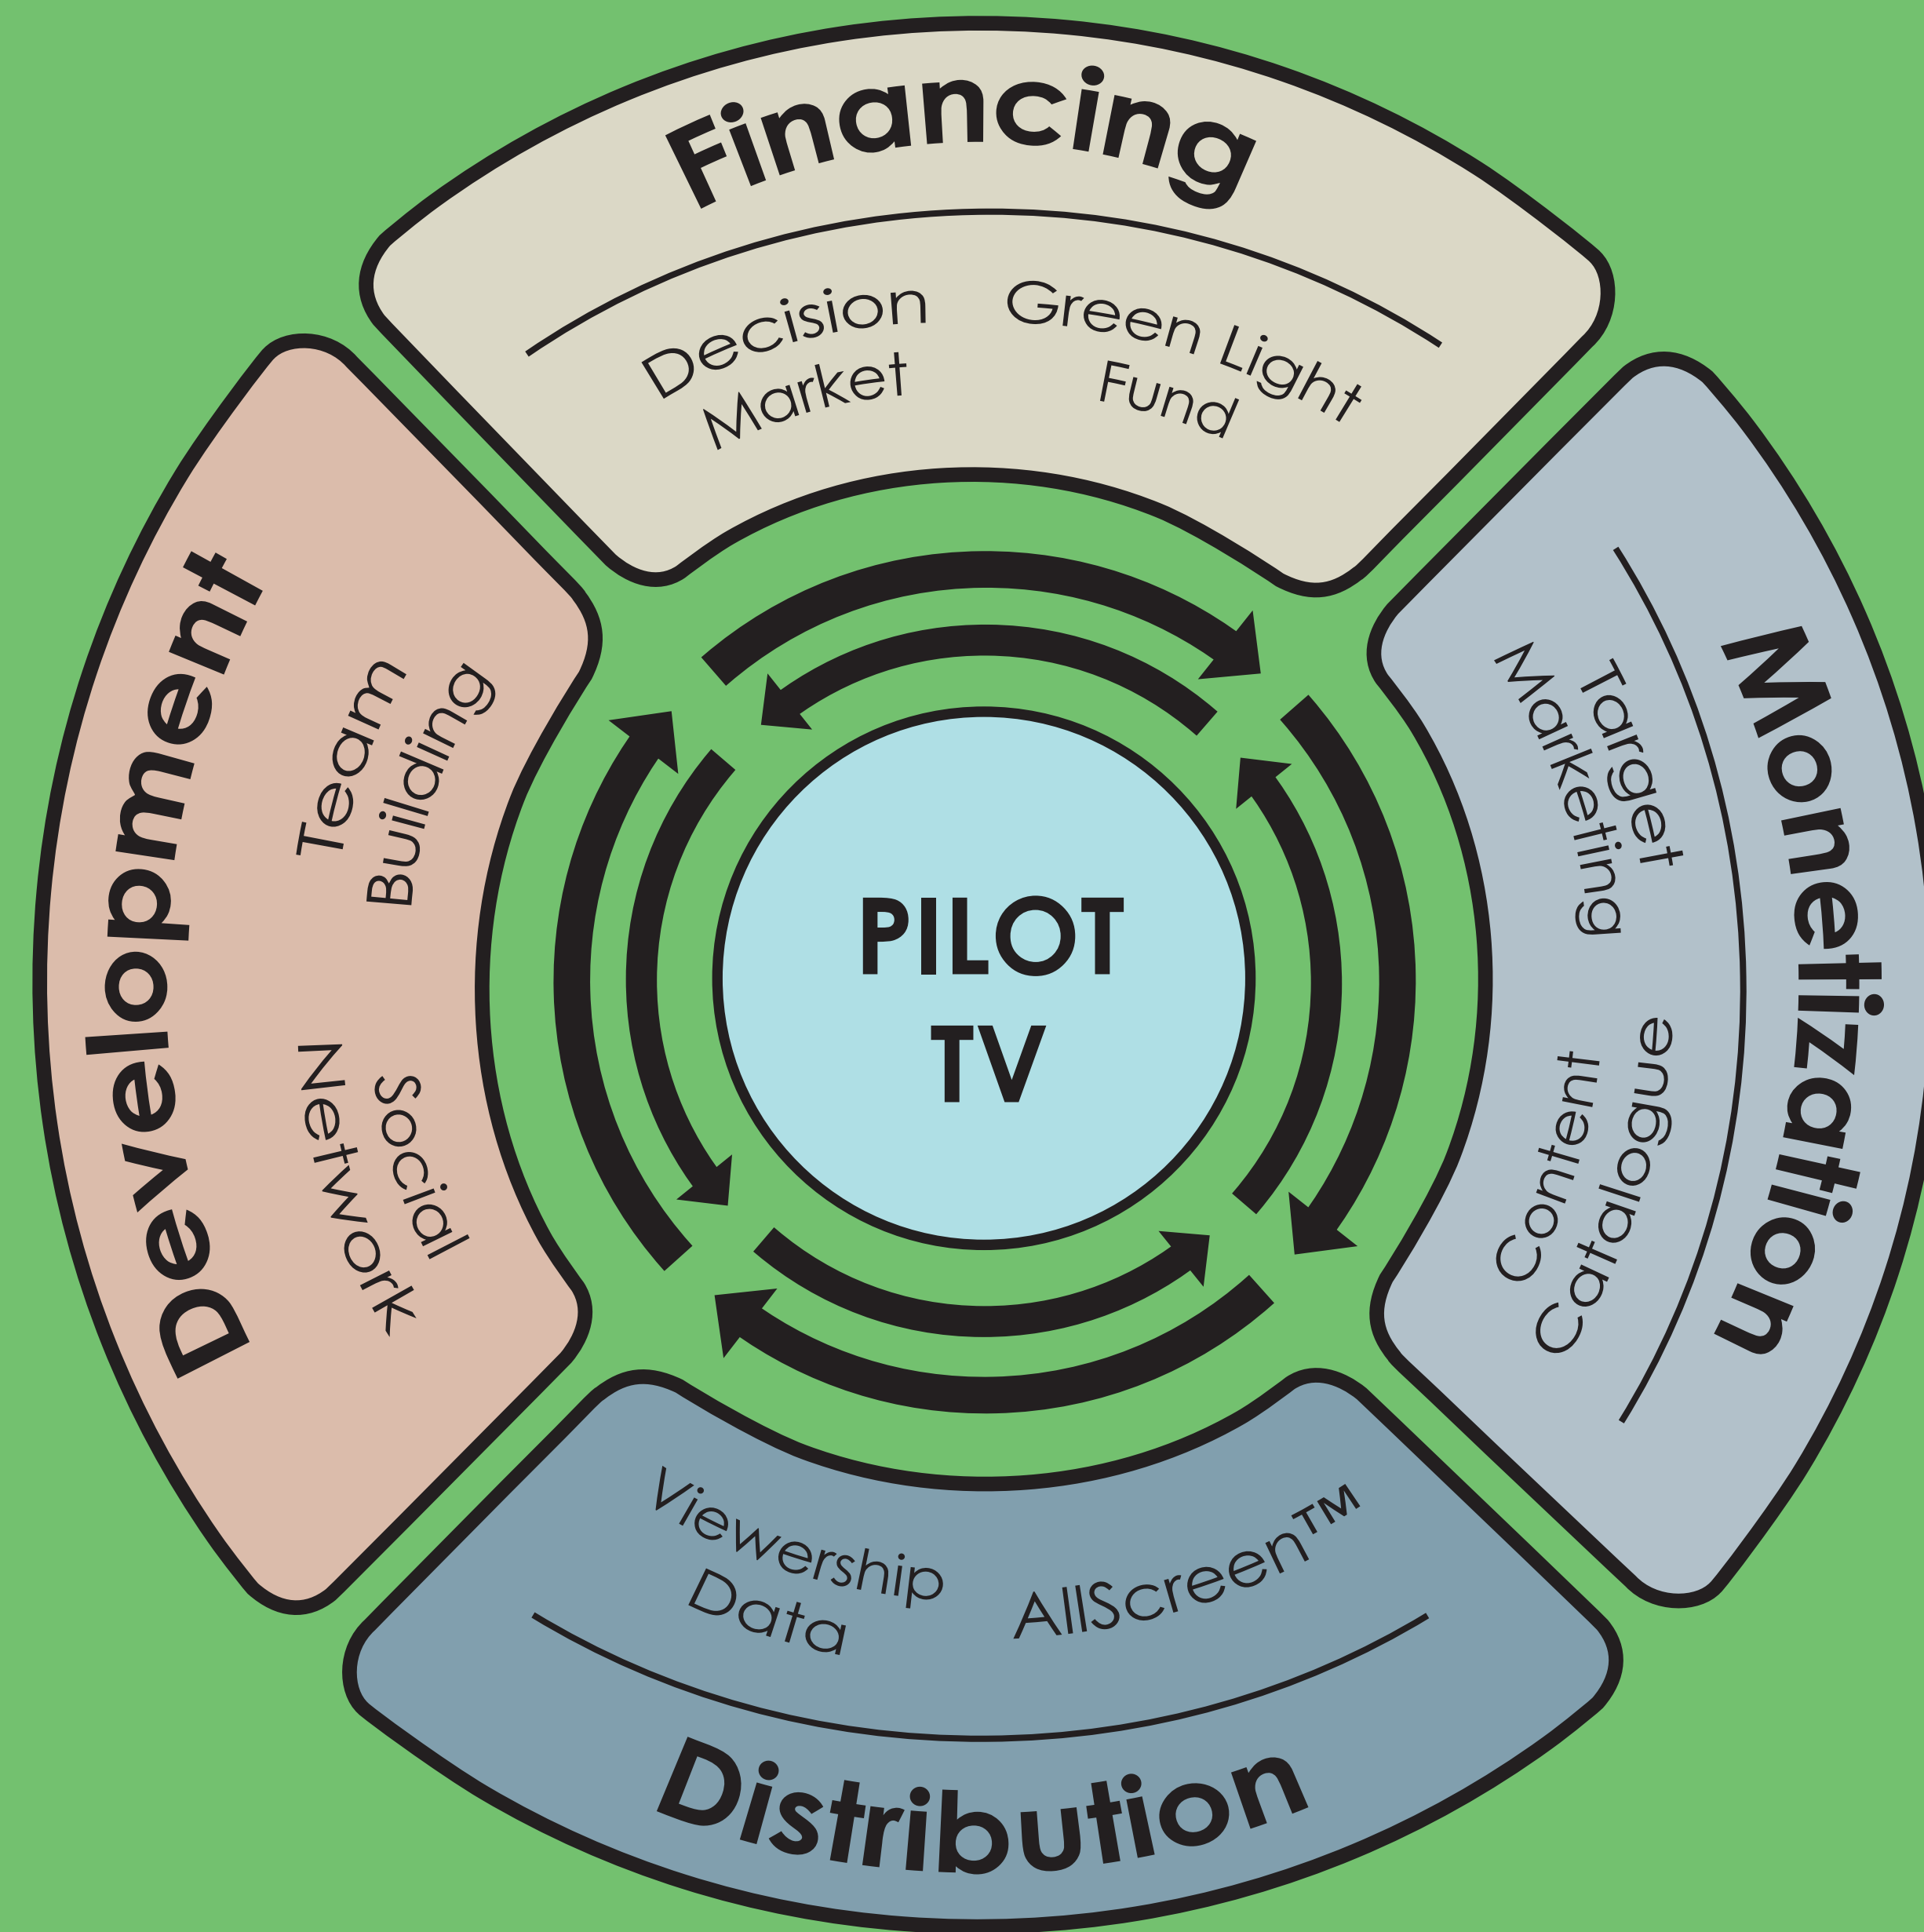 Financing
Decision
Market
Green Light
Fund
Development
Team
Building
Social
Network
PILOT
TV
Monetization
Target
Marketing
Content
Catalogue
Viewership
Data
AllScreen™
Distribution